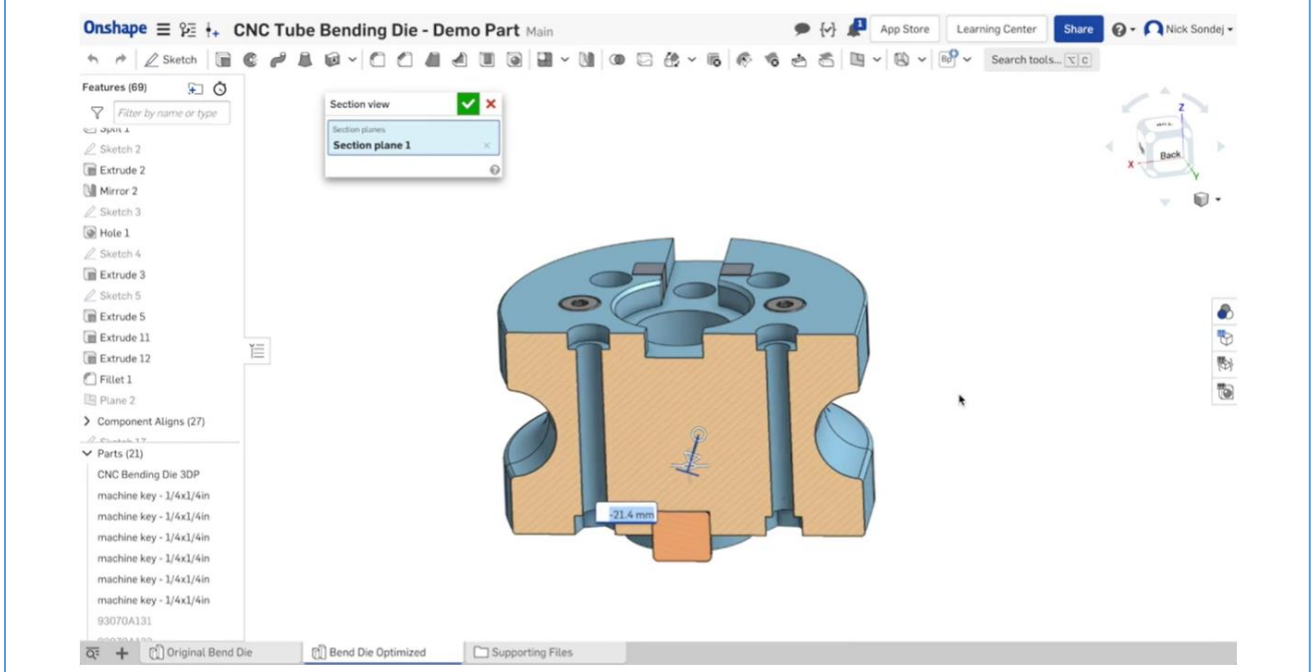 Onshape CNC Tube Bending Die - Demo Part Main
1
App Store
Learning Center
Share
Nick Sondej
Sketch
Search tools... ⌥ C
Features (69)
Filter by name or type
Split 1
Sketch 2
Extrude 2
Mirror 2
Sketch 3
Hole 1
Sketch 4
Extrude 3
Sketch 5
Extrude 5
Extrude 11
Extrude 12
Fillet 1
Plane 2
Component Aligns (27)
Sketch 17
Parts (21)
CNC Bending Die 3DP
machine key - 1/4x1/4in
machine key - 1/4x1/4in
machine key - 1/4x1/4in
machine key - 1/4x1/4in
machine key - 1/4x1/4in
machine key - 1/4x1/4in
93070A131
Section view
Section planes
Section plane 1
-21.4 mm
Z
Back
X
Y
Original Bend Die
Bend Die Optimized
Supporting Files